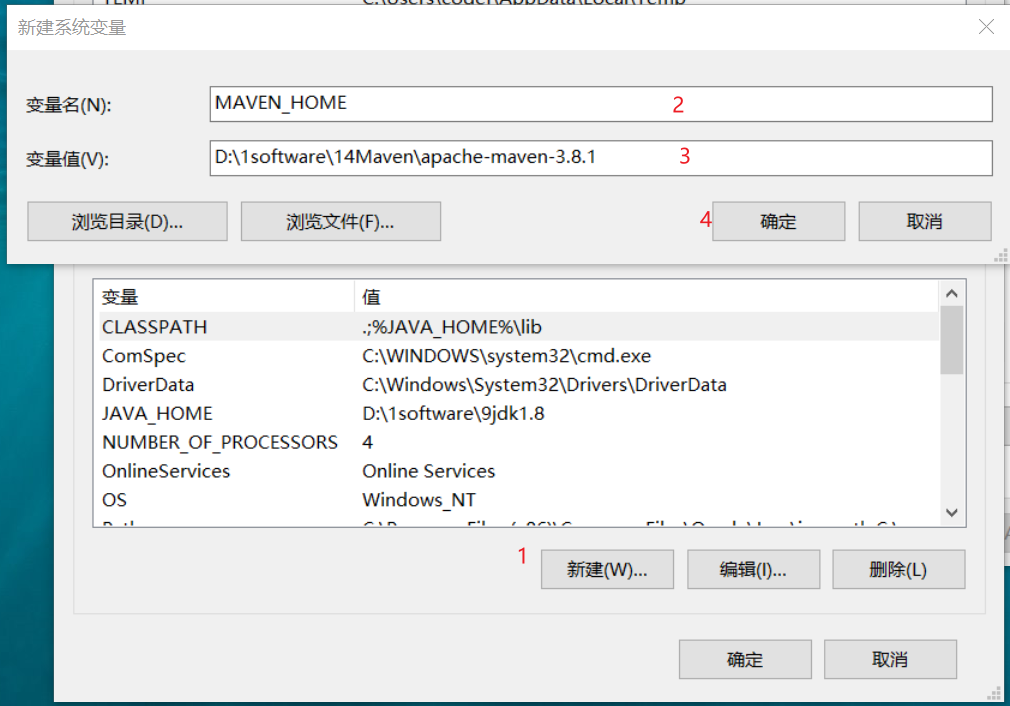 新建系统变量
变量名(N): MAVEN_HOME 2
变量值(V): D:\1software\14Maven\apache-maven-3.8.1 3
浏览目录(D)... 浏览文件(F)... 4 确定 取消
变量 值
CLASSPATH .;%JAVA_HOME%\lib
ComSpec C:\WINDOWS\system32\cmd.exe
DriverData C:\Windows\System32\Drivers\DriverData
JAVA_HOME D:\1software\9jdk1.8
NUMBER_OF_PROCESSORS 4
OnlineServices Online Services
OS Windows_NT
1 新建(W)... 编辑(I)... 删除(L)
确定 取消